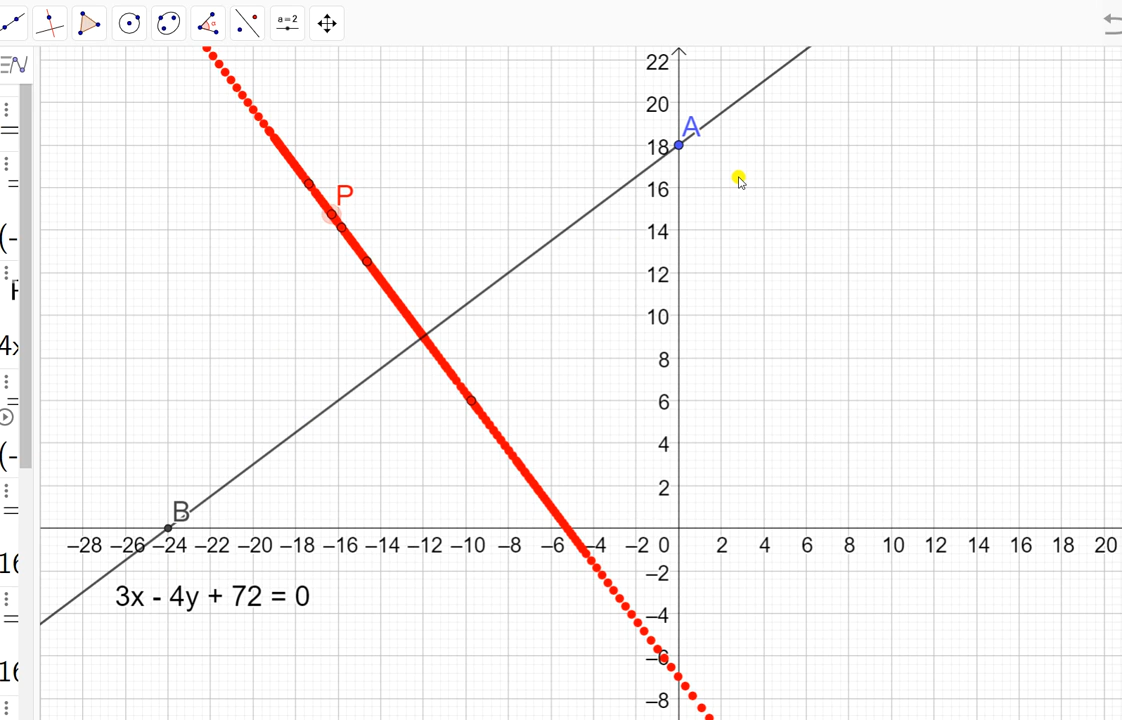 a = 2
22
20
A
18
P
16
14
12
10
8
6
4
B
2
−28 −26 −24 −22 −20 −18 −16 −14 −12 −10 −8 −6 −4 −2 0 2 4 6 8 10 12 14 16 18 20
−2
3x - 4y + 72 = 0
−4
−6
−8